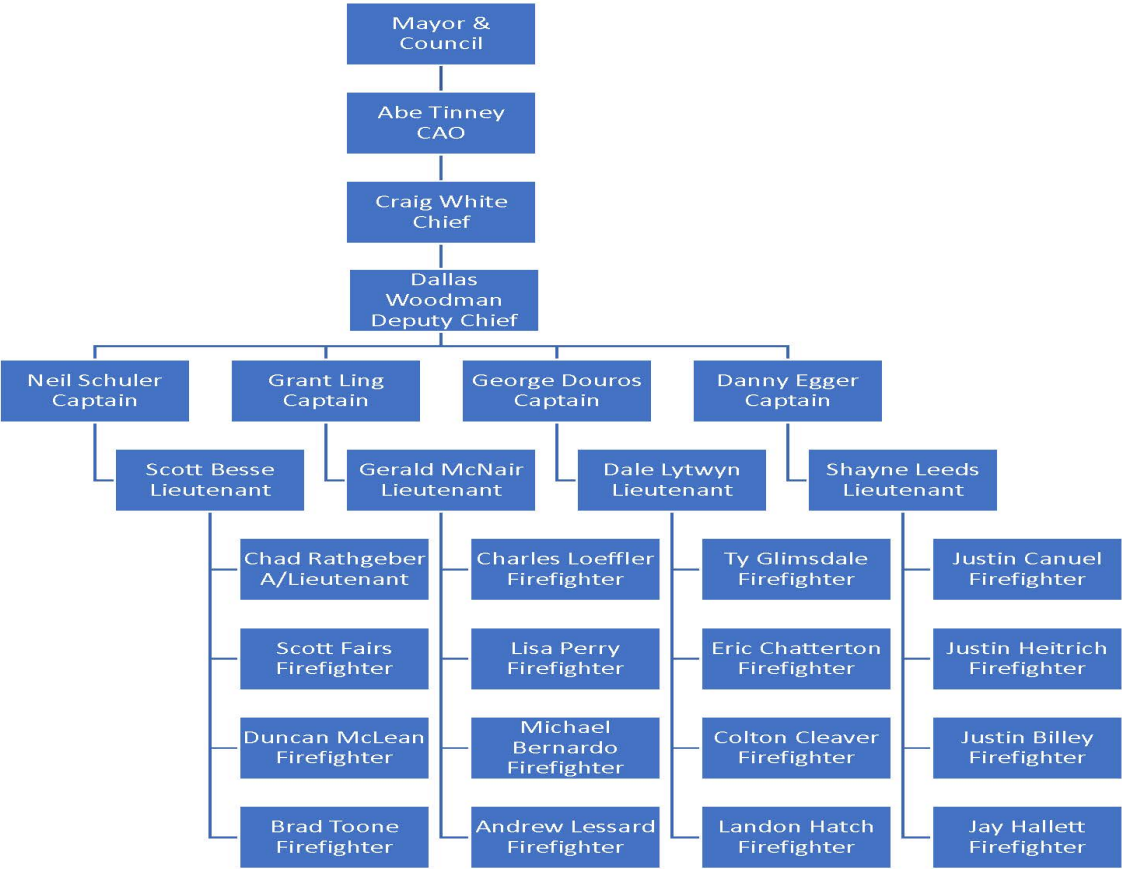 Mayor &
Council
Abe Tinney
CAO
Craig White
Chief
Dallas
Woodman
Deputy Chief
Neil Schuler
Captain
Grant Ling
Captain
George Douros
Captain
Danny Egger
Captain
Scott Besse
Lieutenant
Gerald McNair
Lieutenant
Dale Lytwyn
Lieutenant
Shayne Leeds
Lieutenant
Chad Rathgeber
A/Lieutenant
Charles Loeffler
Firefighter
Ty Glimsdale
Firefighter
Justin Canuel
Firefighter
Scott Fairs
Firefighter
Lisa Perry
Firefighter
Eric Chatterton
Firefighter
Justin Heitrich
Firefighter
Duncan McLean
Firefighter
Michael
Bernardo
Firefighter
Colton Cleaver
Firefighter
Justin Billey
Firefighter
Brad Toone
Firefighter
Andrew Lessard
Firefighter
Landon Hatch
Firefighter
Jay Hallett
Firefighter